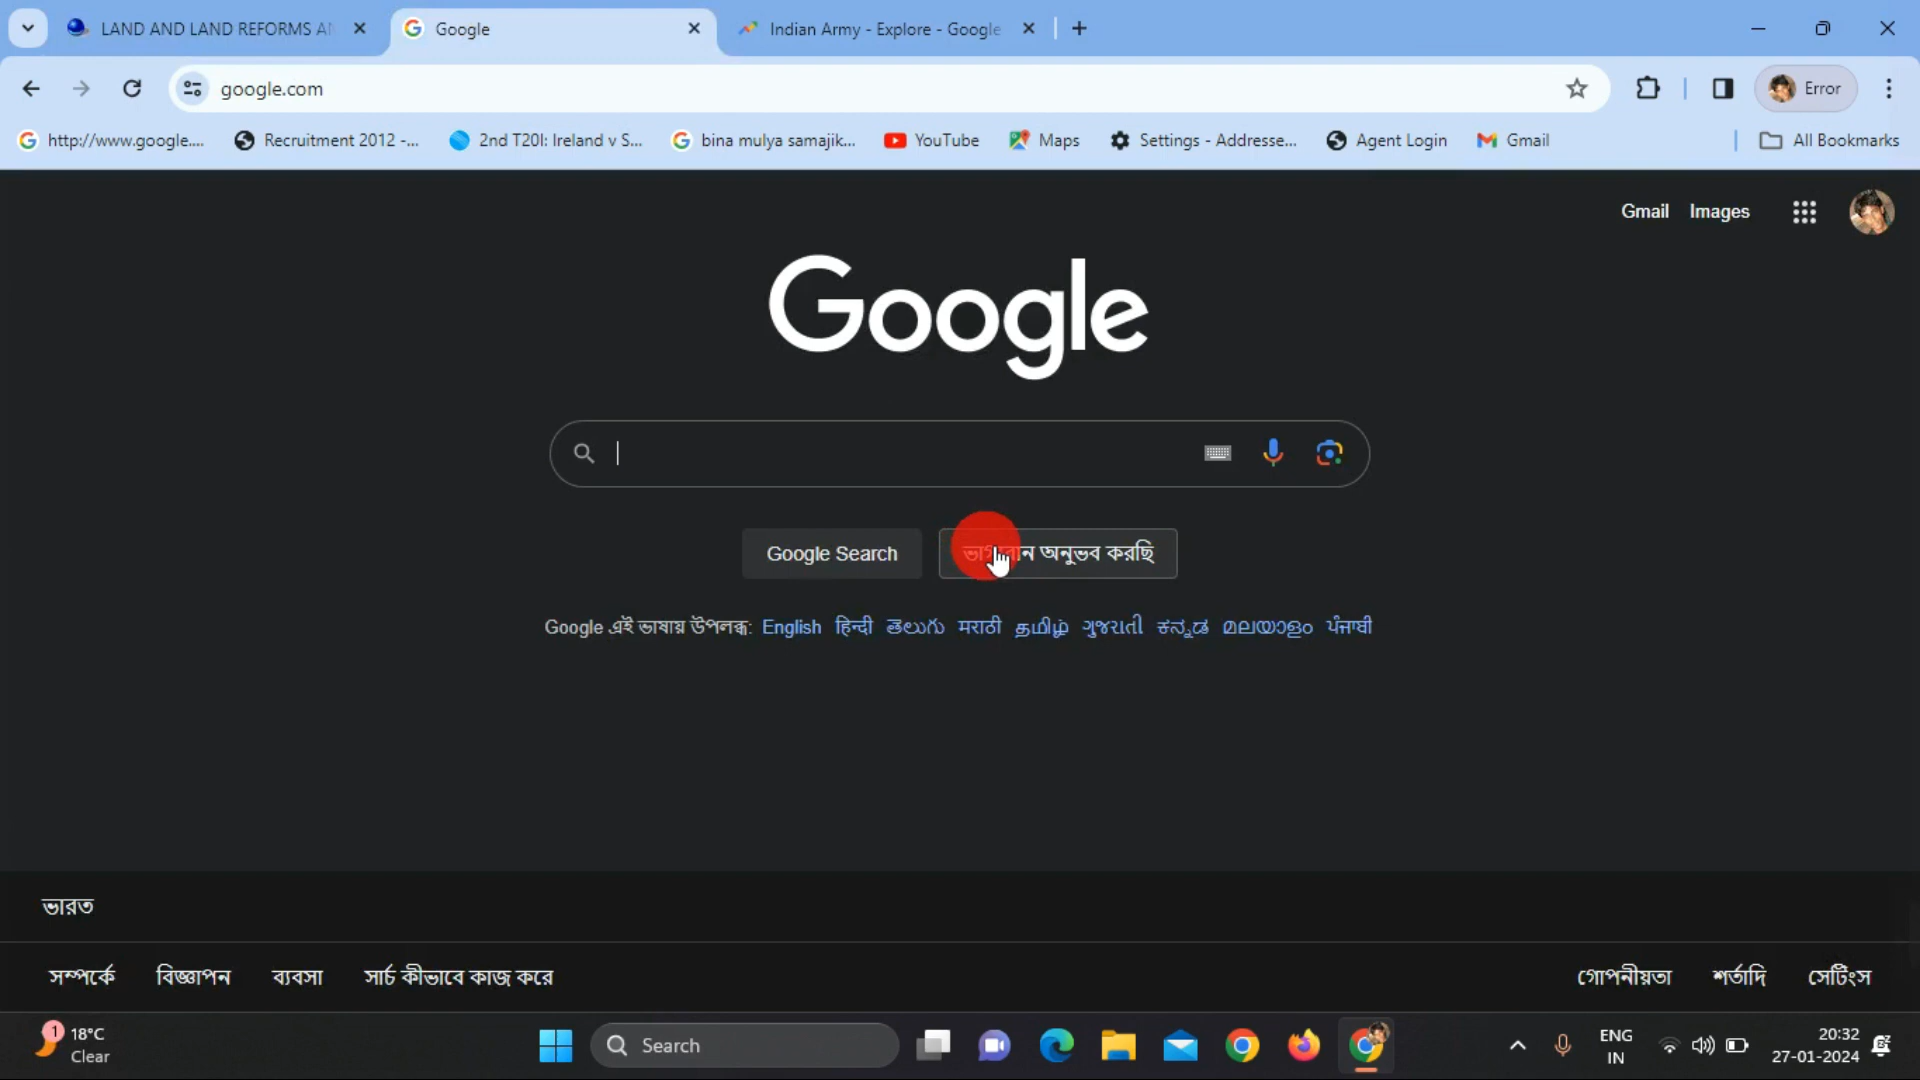 LAND AND LAND REFORMS A
Google
Indian Army - Explore - Google
google.com
Error
http://www.google....
Recruitment 2012 -...
2nd T20I: Ireland v S...
bina mulya samajik...
YouTube
Maps
Settings - Addresse...
Agent Login
Gmail
All Bookmarks
Gmail
Images
Google
Google Search
অনুভব করছি
Google এই ভাষায় উপলব্ধ: English हिन्दी తెలుగు मराठी தமிழ் ગુજરાતી ಕನ್ನಡ മലയാളം ਪੰਜਾਬੀ
ভারত
সম্পর্কে
বিজ্ঞাপন
ব্যবসা
সার্চ কীভাবে কাজ করে
গোপনীয়তা
শর্তাদি
সেটিংস
1
18°C
Clear
Search
ENG
IN
20:32
27-01-2024